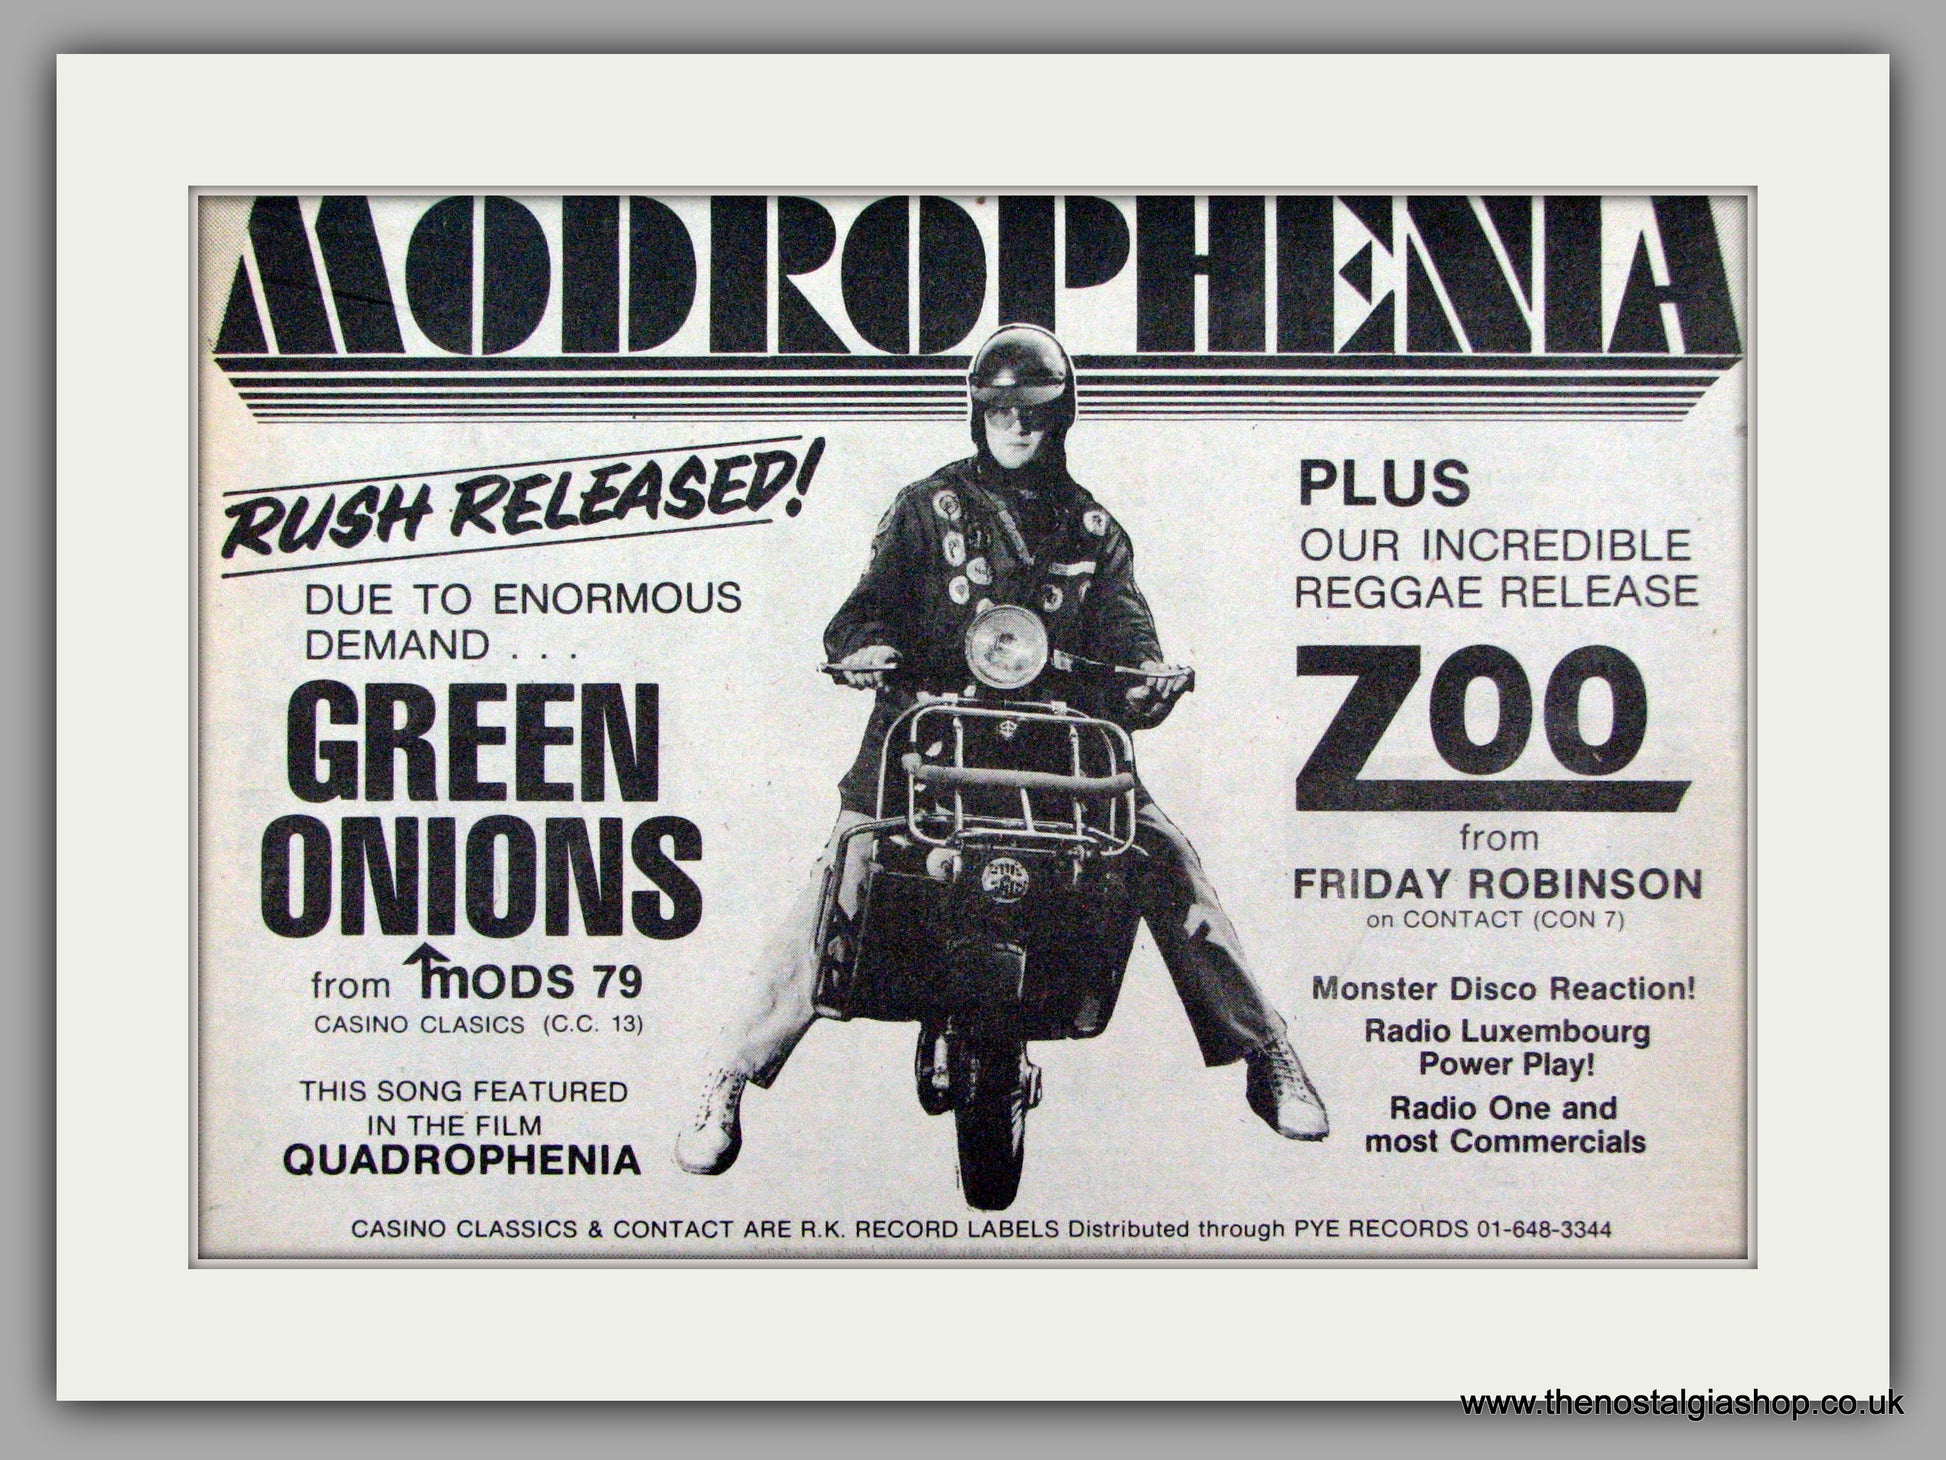 MODROPHENIA
RUSH RELEASED!
DUE TO ENORMOUS
DEMAND . . .
GREEN
ONIONS
from mODS 79
CASINO CLASICS (C.C. 13)
THIS SONG FEATURED
IN THE FILM
QUADROPHENIA
PLUS
OUR INCREDIBLE
REGGAE RELEASE
ZOO
from
FRIDAY ROBINSON
on CONTACT (CON 7)
Monster Disco Reaction!
Radio Luxembourg
Power Play!
Radio One and
most Commercials
CASINO CLASSICS & CONTACT ARE R.K. RECORD LABELS Distributed through PYE RECORDS 01-648-3344
www.thenostalgiashop.co.uk